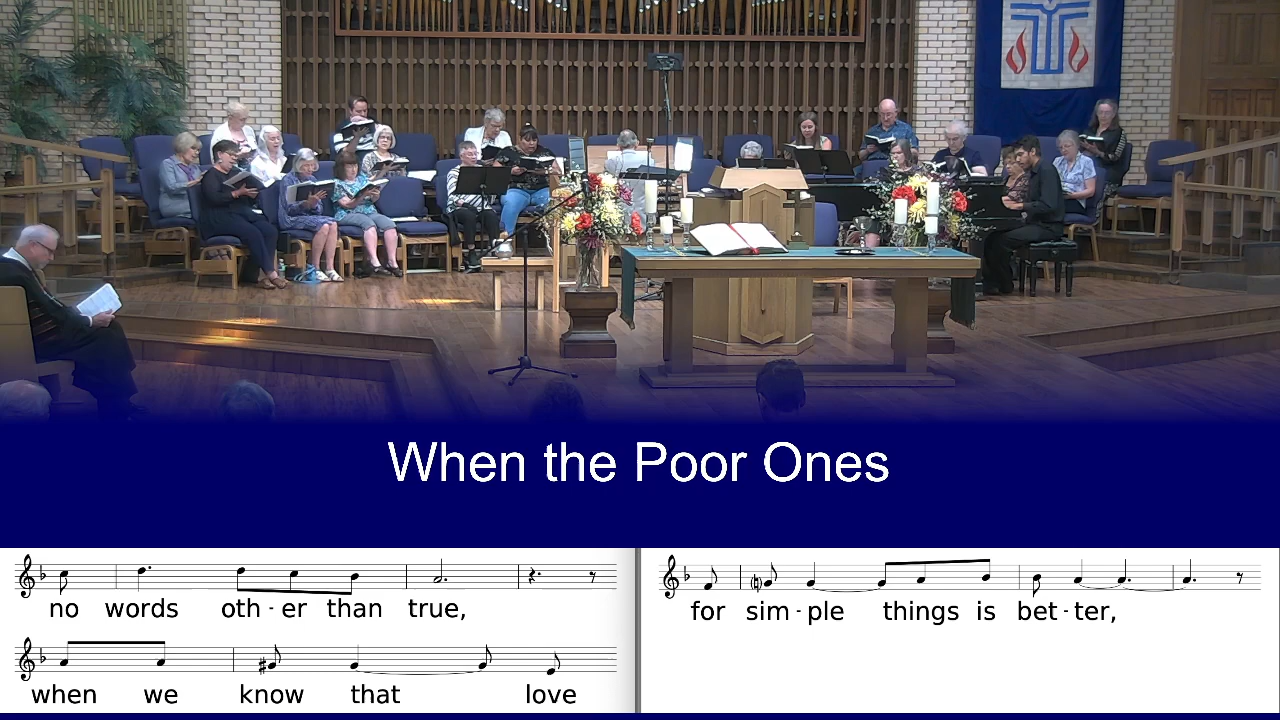 When the Poor Ones
no words oth - er than true,
when we know that love
for sim - ple things is bet - ter,